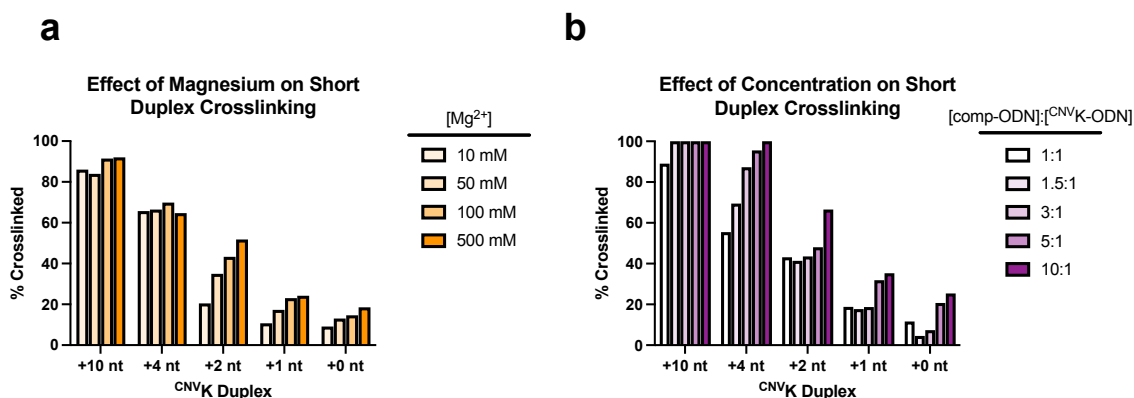 a
Effect of Magnesium on Short
Duplex Crosslinking
[Mg²⁺]
10 mM
50 mM
100 mM
500 mM
% Crosslinked
100
80
60
40
20
0
+10 nt +4 nt +2 nt +1 nt +0 nt
ᶜᴺⱽK Duplex
b
Effect of Concentration on Short
Duplex Crosslinking
[comp-ODN]:[ᶜᴺⱽK-ODN]
1:1
1.5:1
3:1
5:1
10:1
% Crosslinked
100
80
60
40
20
0
+10 nt +4 nt +2 nt +1 nt +0 nt
ᶜᴺⱽK Duplex